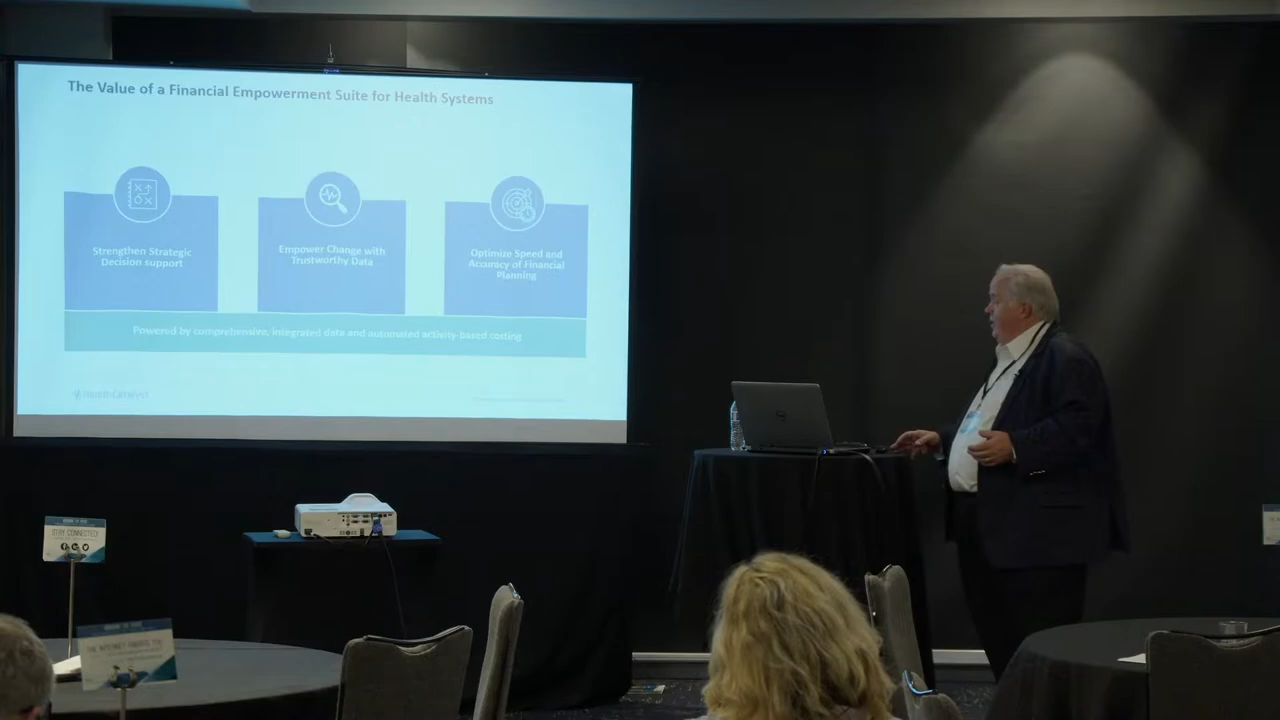 The Value of a Financial Empowerment Suite for Health Systems
Strengthen Strategic
Decision support
Empower Change with
Trustworthy Data
Optimize Speed and
Accuracy of Financial
Planning
Powered by comprehensive, integrated data and automated activity-based costing
HealthCatalyst
STAY CONNECTED!